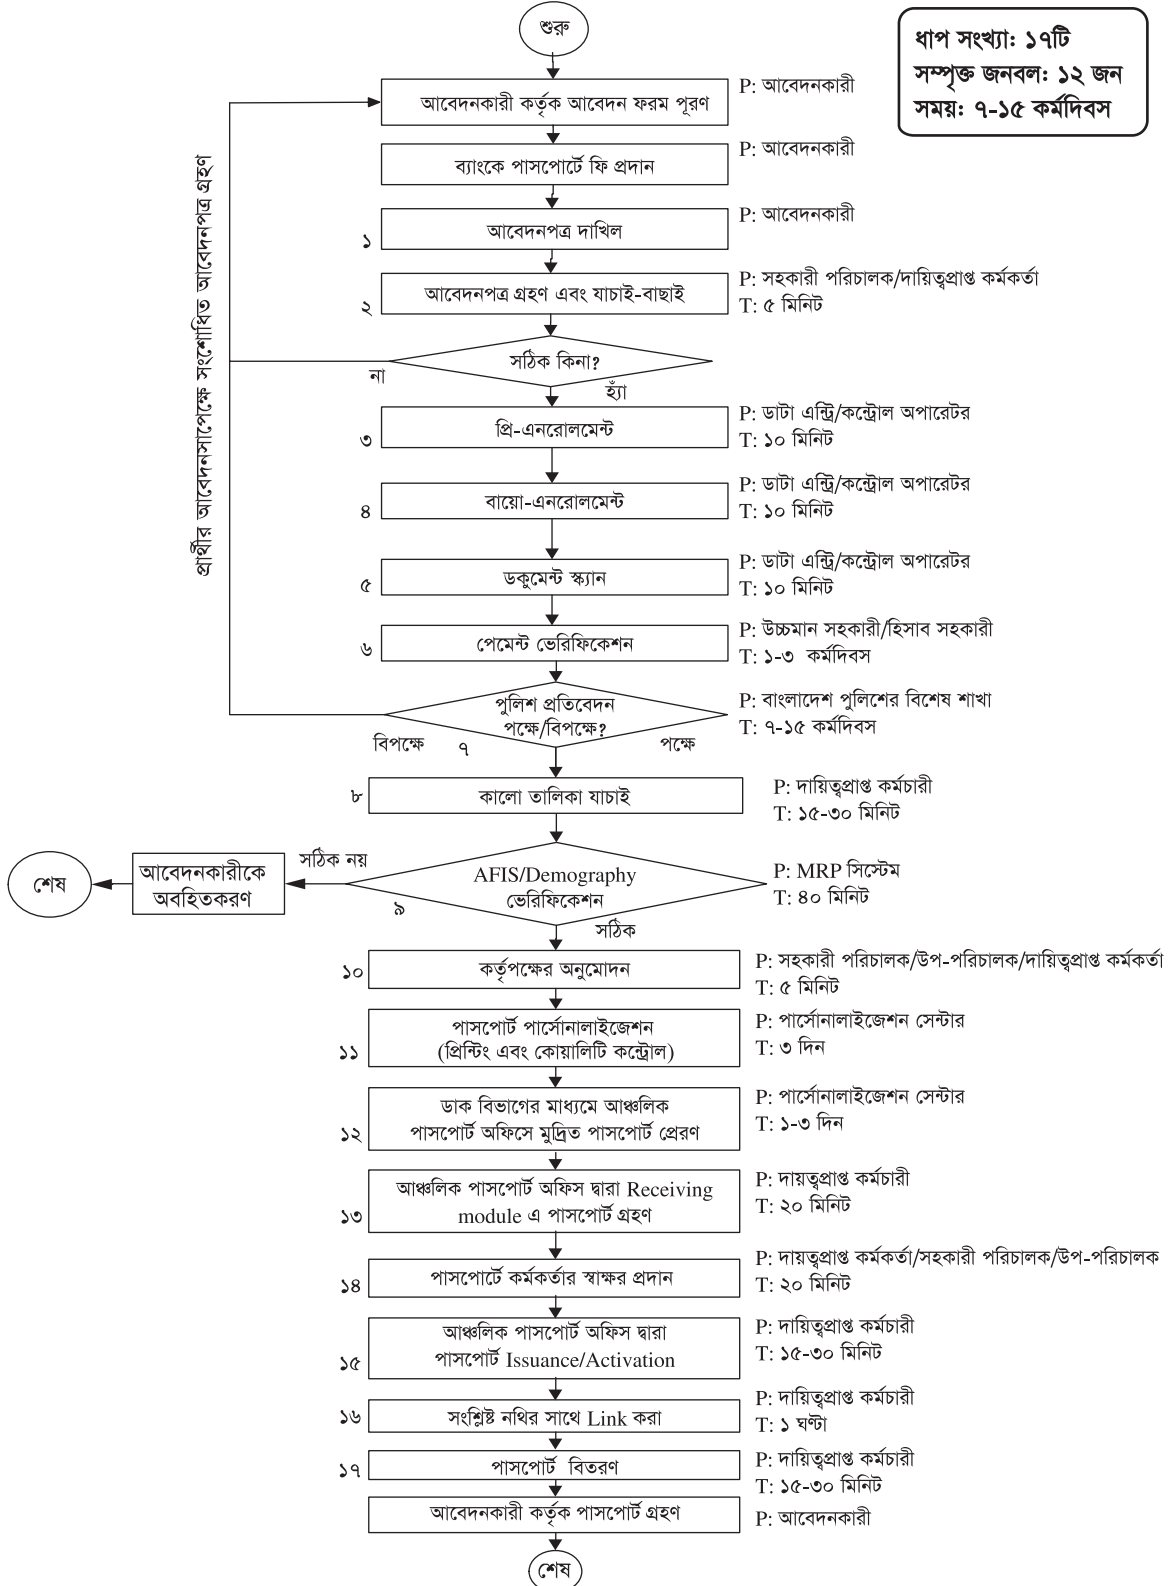 শুরু
ধাপ সংখ্যা: ১৭টি
সম্পৃক্ত জনবল: ১২ জন
সময়: ৭-১৫ কর্মদিবস
আবেদনকারী কর্তৃক আবেদন ফরম পূরণ
P: আবেদনকারী
ব্যাংকে পাসপোর্টে ফি প্রদান
P: আবেদনকারী
১
আবেদনপত্র দাখিল
P: আবেদনকারী
২
আবেদনপত্র গ্রহণ এবং যাচাই-বাছাই
P: সহকারী পরিচালক/দায়িত্বপ্রাপ্ত কর্মকর্তা
T: ৫ মিনিট
সঠিক কিনা?
না
হ্যাঁ
প্রার্থীর আবেদনসাপেক্ষে সংশোধিত আবেদনপত্র গ্রহণ
৩
প্রি-এনরোলমেন্ট
P: ডাটা এন্ট্রি/কন্ট্রোল অপারেটর
T: ১০ মিনিট
৪
বায়ো-এনরোলমেন্ট
P: ডাটা এন্ট্রি/কন্ট্রোল অপারেটর
T: ১০ মিনিট
৫
ডকুমেন্ট স্ক্যান
P: ডাটা এন্ট্রি/কন্ট্রোল অপারেটর
T: ১০ মিনিট
৬
পেমেন্ট ভেরিফিকেশন
P: উচ্চমান সহকারী/হিসাব সহকারী
T: ১-৩ কর্মদিবস
পুলিশ প্রতিবেদন
পক্ষে/বিপক্ষে?
P: বাংলাদেশ পুলিশের বিশেষ শাখা
T: ৭-১৫ কর্মদিবস
বিপক্ষে
৭
পক্ষে
৮
কালো তালিকা যাচাই
P: দায়িত্বপ্রাপ্ত কর্মচারী
T: ১৫-৩০ মিনিট
শেষ
আবেদনকারীকে
অবহিতকরণ
সঠিক নয়
AFIS/Demography
ভেরিফিকেশন
৯
P: MRP সিস্টেম
T: ৪০ মিনিট
সঠিক
১০
কর্তৃপক্ষের অনুমোদন
P: সহকারী পরিচালক/উপ-পরিচালক/দায়িত্বপ্রাপ্ত কর্মকর্তা
T: ৫ মিনিট
১১
পাসপোর্ট পার্সোনালাইজেশন
(প্রিন্টিং এবং কোয়ালিটি কন্ট্রোল)
P: পার্সোনালাইজেশন সেন্টার
T: ৩ দিন
১২
ডাক বিভাগের মাধ্যমে আঞ্চলিক
পাসপোর্ট অফিসে মুদ্রিত পাসপোর্ট প্রেরণ
P: পার্সোনালাইজেশন সেন্টার
T: ১-৩ দিন
১৩
আঞ্চলিক পাসপোর্ট অফিস দ্বারা Receiving
module এ পাসপোর্ট গ্রহণ
P: দায়ত্বপ্রাপ্ত কর্মচারী
T: ২০ মিনিট
১৪
পাসপোর্টে কর্মকর্তার স্বাক্ষর প্রদান
P: দায়ত্বপ্রাপ্ত কর্মকর্তা/সহকারী পরিচালক/উপ-পরিচালক
T: ২০ মিনিট
১৫
আঞ্চলিক পাসপোর্ট অফিস দ্বারা
পাসপোর্ট Issuance/Activation
P: দায়িত্বপ্রাপ্ত কর্মচারী
T: ১৫-৩০ মিনিট
১৬
সংশ্লিষ্ট নথির সাথে Link করা
P: দায়িত্বপ্রাপ্ত কর্মচারী
T: ১ ঘণ্টা
১৭
পাসপোর্ট বিতরণ
P: দায়িত্বপ্রাপ্ত কর্মচারী
T: ১৫-৩০ মিনিট
আবেদনকারী কর্তৃক পাসপোর্ট গ্রহণ
P: আবেদনকারী
শেষ